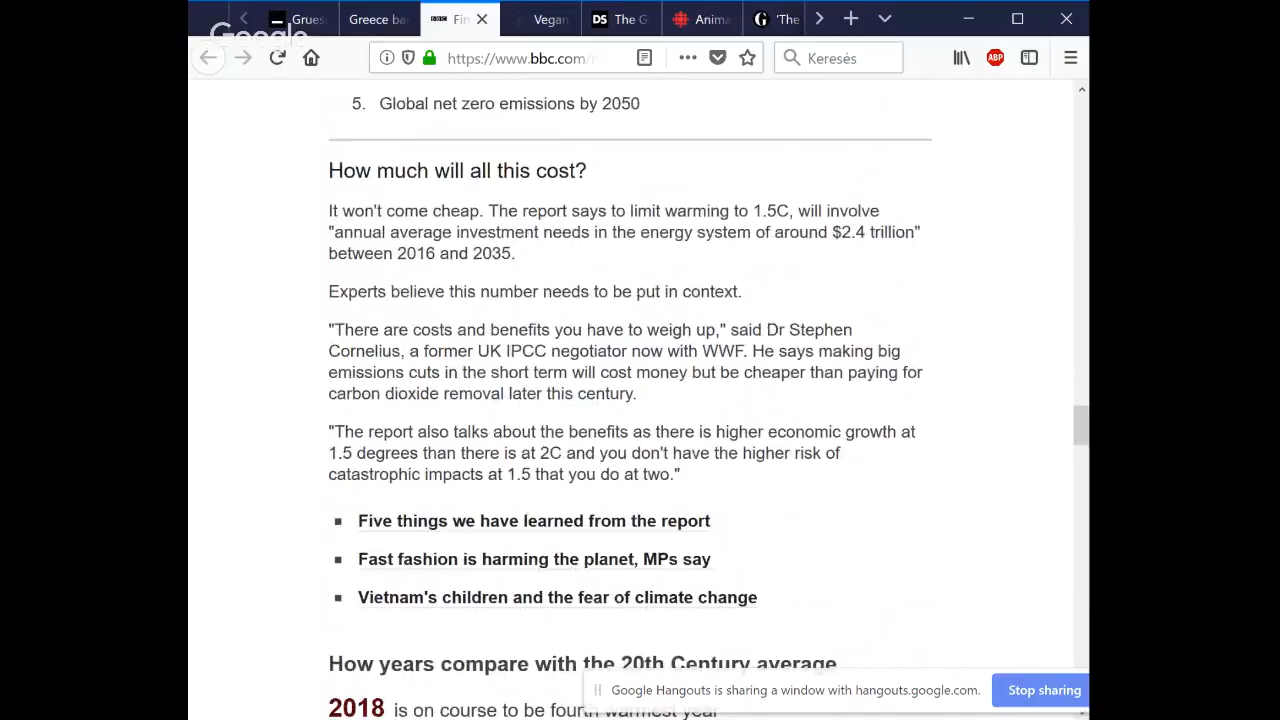 Grues
Greece ba
Fin
Vegan
DS The G
Anima
'The
Google
https://www.bbc.com/
Keresés
ABP
5. Global net zero emissions by 2050
How much will all this cost?
It won't come cheap. The report says to limit warming to 1.5C, will involve
"annual average investment needs in the energy system of around $2.4 trillion"
between 2016 and 2035.
Experts believe this number needs to be put in context.
"There are costs and benefits you have to weigh up," said Dr Stephen
Cornelius, a former UK IPCC negotiator now with WWF. He says making big
emissions cuts in the short term will cost money but be cheaper than paying for
carbon dioxide removal later this century.
"The report also talks about the benefits as there is higher economic growth at
1.5 degrees than there is at 2C and you don't have the higher risk of
catastrophic impacts at 1.5 that you do at two."
Five things we have learned from the report
Fast fashion is harming the planet, MPs say
Vietnam's children and the fear of climate change
How years compare with the 20th Century average
Google Hangouts is sharing a window with hangouts.google.com.
Stop sharing
2018 is on course to be fourth warmest year